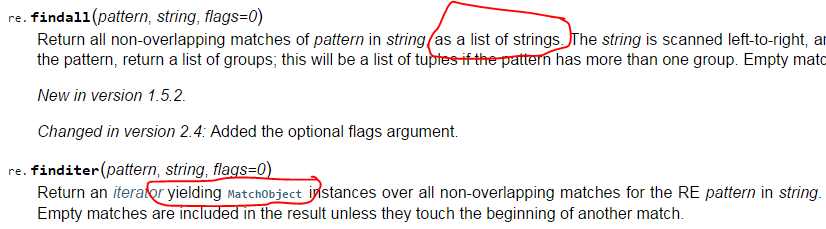 re.findall(pattern, string, flags=0)
Return all non-overlapping matches of pattern in string, as a list of strings. The string is scanned left-to-right, an
the pattern, return a list of groups; this will be a list of tuples if the pattern has more than one group. Empty matc
New in version 1.5.2.
Changed in version 2.4: Added the optional flags argument.
re.finditer(pattern, string, flags=0)
Return an iterator yielding MatchObject instances over all non-overlapping matches for the RE pattern in string.
Empty matches are included in the result unless they touch the beginning of another match.